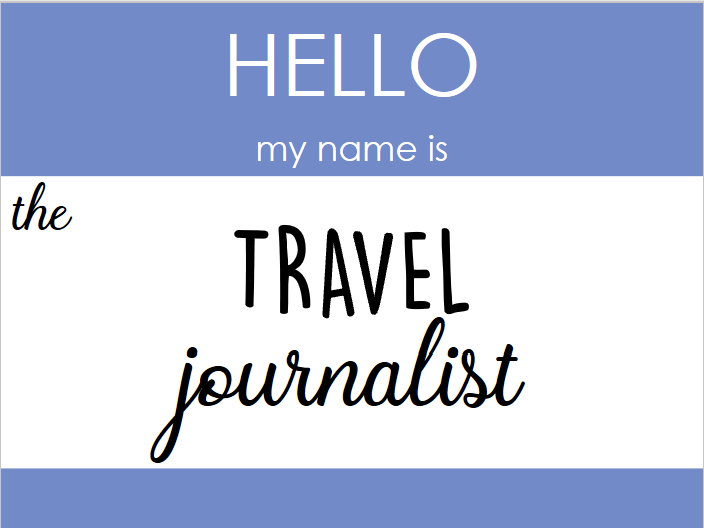 HELLO
my name is
the
TRAVEL
journalist